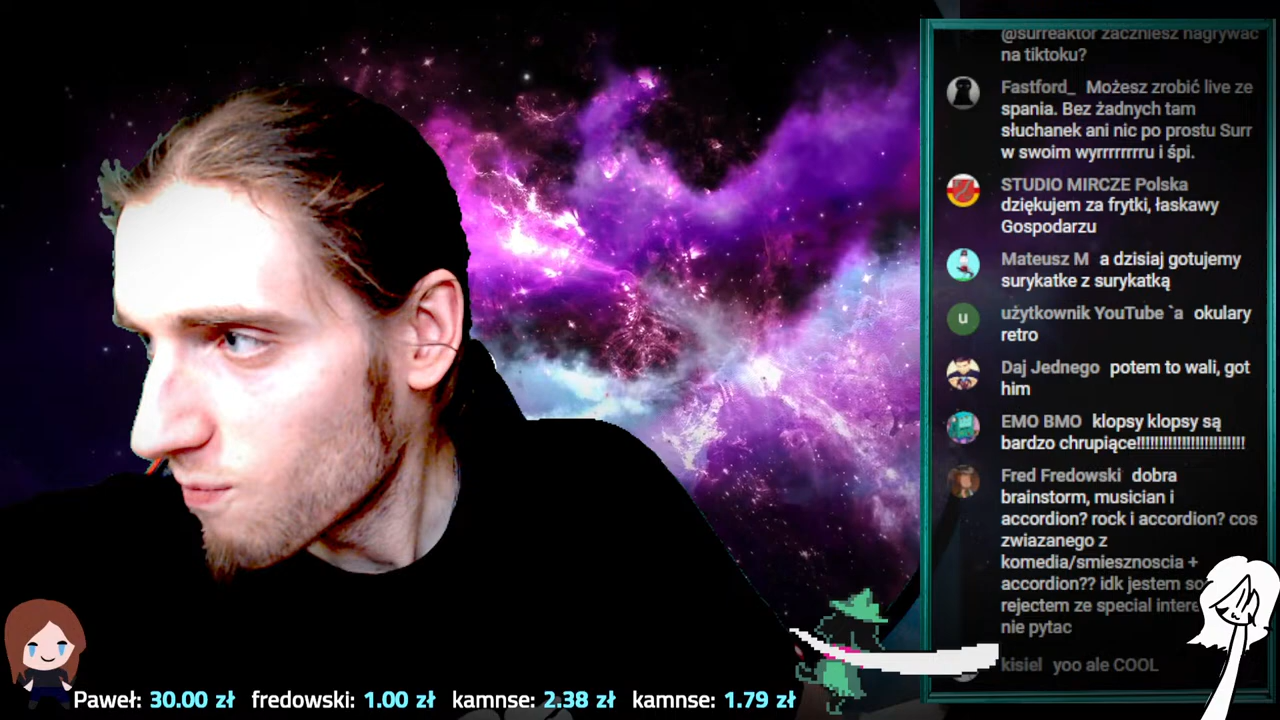 @surreaktor zaczniesz nagrywać
na tiktoku?
Fastford_ Możesz zrobić live ze
spania. Bez żadnych tam
słuchanek ani nic po prostu Surr
w swoim wyrrrrrrru i śpi.
STUDIO MIRCZE Polska
dziękujem za frytki, łaskawy
Gospodarzu
Mateusz M a dzisiaj gotujemy
surykatke z surykatką
u
użytkownik YouTube `a okulary
retro
Daj Jednego potem to wali, got
him
EMO BMO klopsy klopsy są
bardzo chrupiące!!!!!!!!!!!!!!!!!!!!!!!!
Fred Fredowski dobra
brainstorm, musician i
accordion? rock i accordion? cos
zwiazanego z
komedia/smiesznoscia +
accordion?? idk jestem
rejectem ze special
nie pytac
kisiel yoo ale COOL
Paweł: 30.00 zł fredowski: 1.00 zł kamnse: 2.38 zł kamnse: 1.79 zł